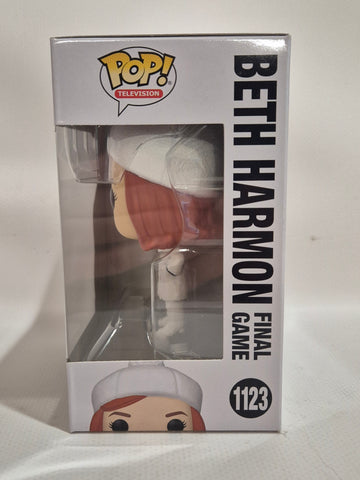 POP!
TELEVISION
BETH HARMON
FINAL
GAME
1123